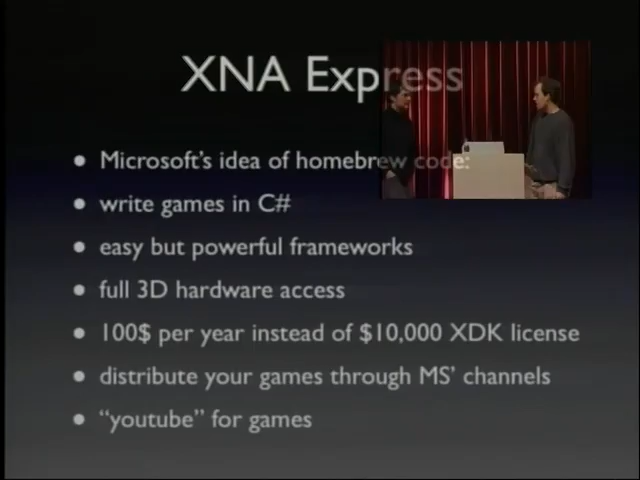 XNA Express
• Microsoft's idea of homebrew code:
• write games in C#
• easy but powerful frameworks
• full 3D hardware access
• 100$ per year instead of $10,000 XDK license
• distribute your games through MS' channels
• “youtube” for games